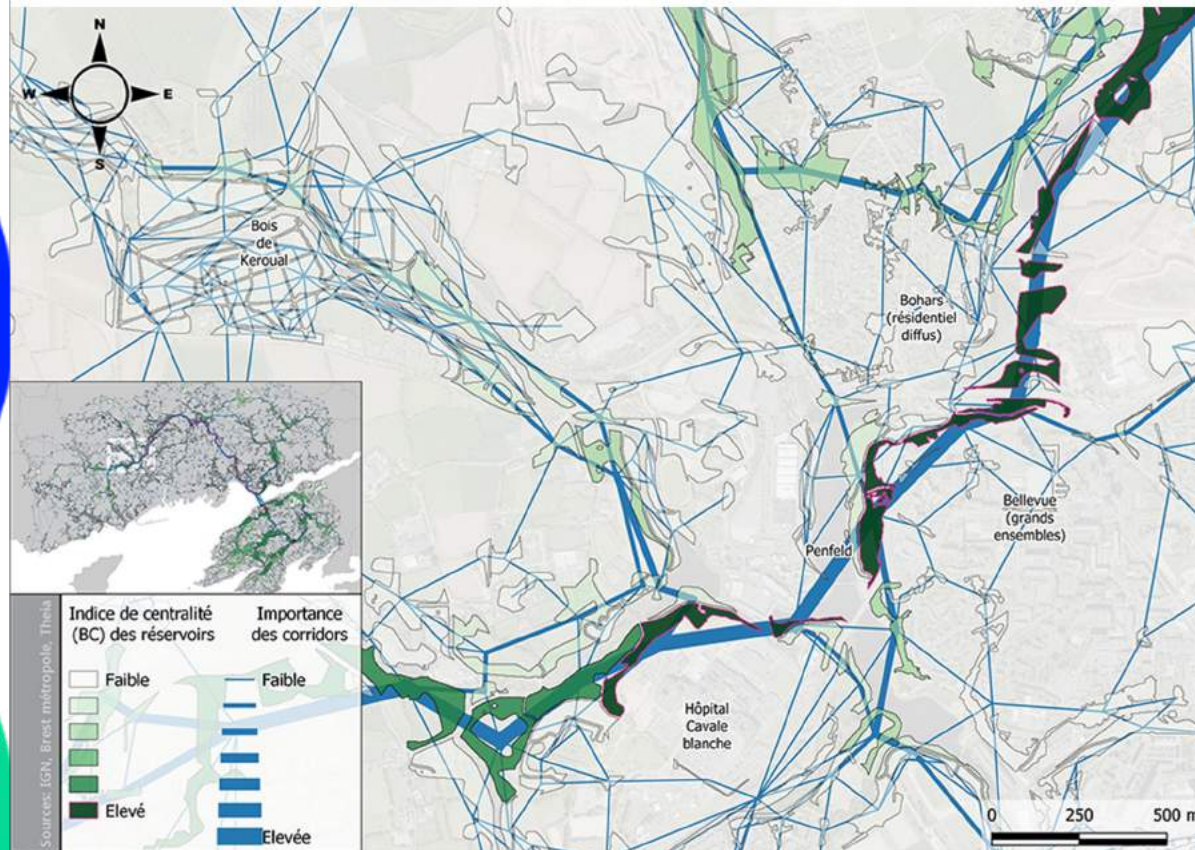 N
W
E
S
Bois
de
Keroual
Bohars
(résidentiel
diffus)
Bellevue
(grands
ensembles)
Penfeld
Hôpital
Cavale
blanche
Sources: IGN, Brest métropole, Theia
Indice de centralité
(BC) des réservoirs
Faible
Elevé
Importance
des corridors
Faible
Elevée
0 250 500 m